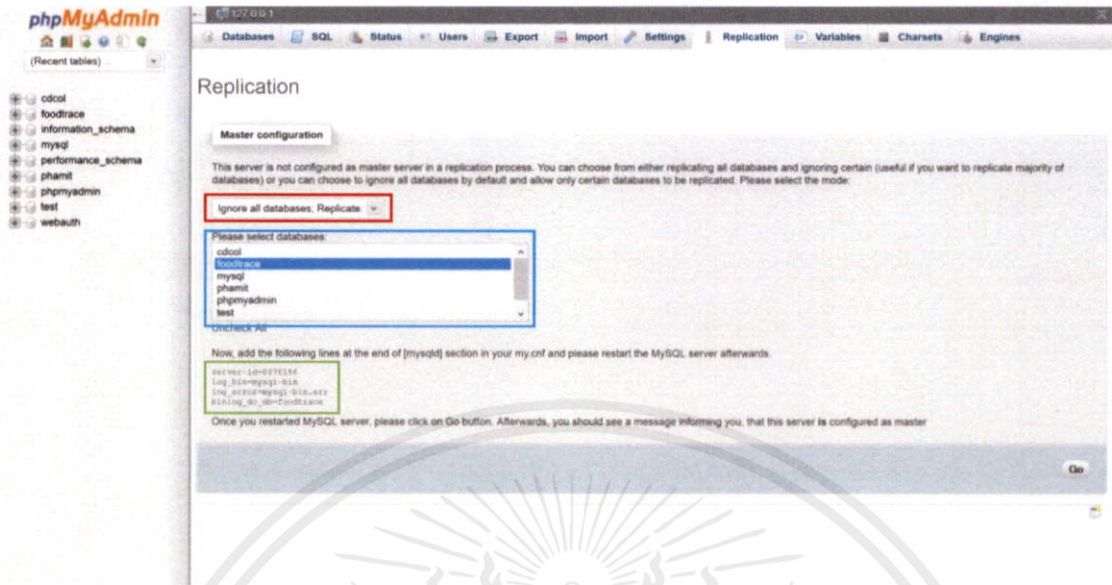 phpMyAdmin
(Recent tables) ...
cdcol
foodtrace
information_schema
mysql
performance_schema
phamit
phpmyadmin
test
webauth
127.0.0.1
Databases SQL Status Users Export Import Settings Replication Variables Charsets Engines
Replication
Master configuration
This server is not configured as master server in a replication process. You can choose from either replicating all databases and ignoring certain (useful if you want to replicate majority of
databases) or you can choose to ignore all databases by default and allow only certain databases to be replicated. Please select the mode:
Ignore all databases; Replicate:
Please select databases:
cdcol
foodtrace
mysql
phamit
phpmyadmin
test
Uncheck All
Now, add the following lines at the end of [mysqld] section in your my.cnf and please restart the MySQL server afterwards.
log_bin=mysql-bin
log_error=mysql-bin.err
binlog_do_db=foodtrace
Once you restarted MySQL server, please click on Go button. Afterwards, you should see a message informing you, that this server is configured as master
Go